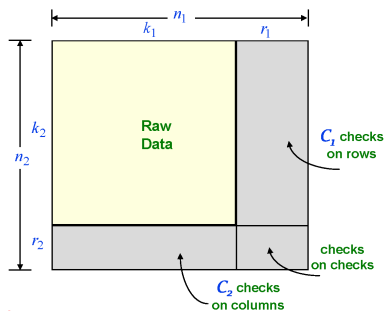 n₁
k₁ r₁
k₂
n₂
r₂
Raw
Data
C₁ checks
on rows
checks
on checks
C₂ checks
on columns